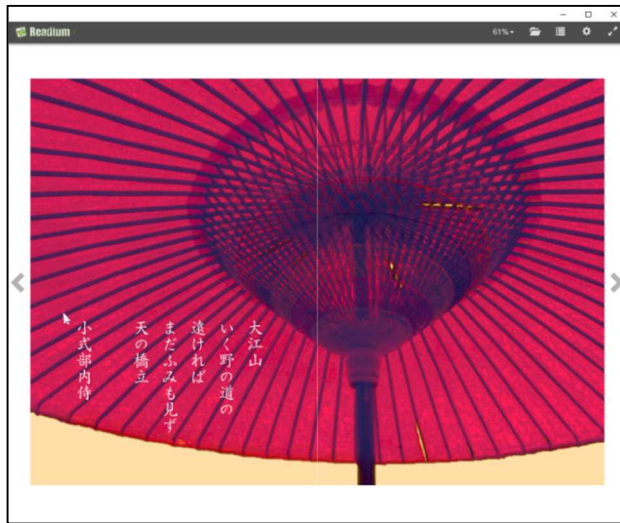 Readium
61%
大江山
いく野の道の
遠ければ
まだふみも見ず
天の橋立
小式部内侍